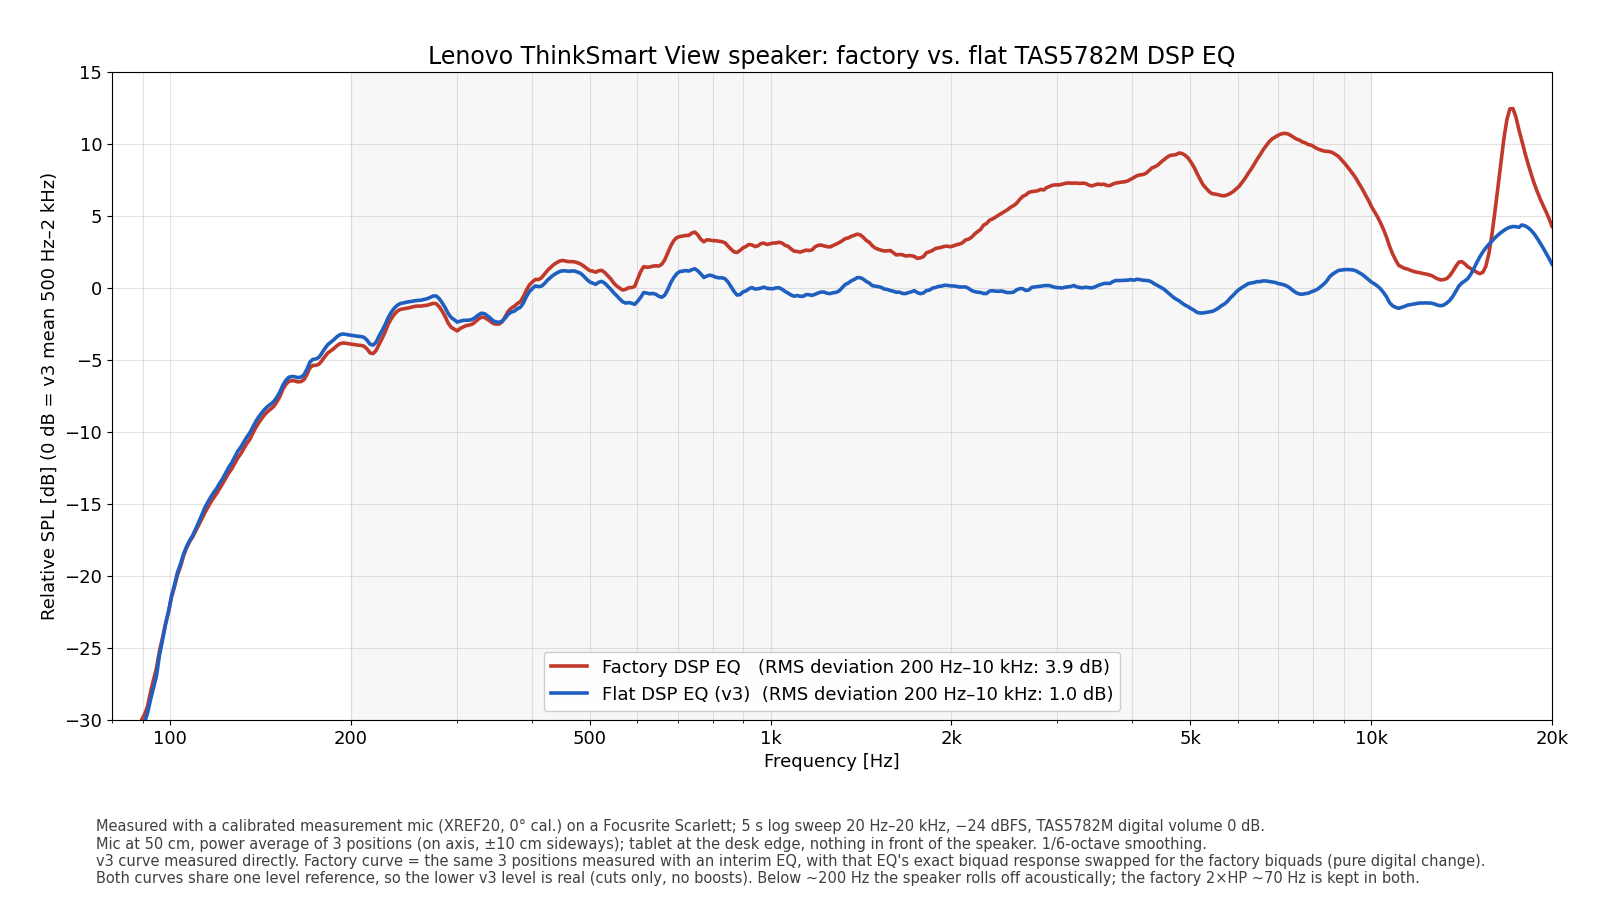 Lenovo ThinkSmart View speaker: factory vs. flat TAS5782M DSP EQ
15
10
5
0
−5
−10
−15
−20
−25
−30
Relative SPL [dB] (0 dB = v3 mean 500 Hz–2 kHz)
Factory DSP EQ (RMS deviation 200 Hz–10 kHz: 3.9 dB)
Flat DSP EQ (v3) (RMS deviation 200 Hz–10 kHz: 1.0 dB)
100 200 500 1k 2k 5k 10k 20k
Frequency [Hz]
Measured with a calibrated measurement mic (XREF20, 0° cal.) on a Focusrite Scarlett; 5 s log sweep 20 Hz–20 kHz, −24 dBFS, TAS5782M digital volume 0 dB.
Mic at 50 cm, power average of 3 positions (on axis, ±10 cm sideways); tablet at the desk edge, nothing in front of the speaker. 1/6-octave smoothing.
v3 curve measured directly. Factory curve = the same 3 positions measured with an interim EQ, with that EQ's exact biquad response swapped for the factory biquads (pure digital change).
Both curves share one level reference, so the lower v3 level is real (cuts only, no boosts). Below ~200 Hz the speaker rolls off acoustically; the factory 2×HP ~70 Hz is kept in both.